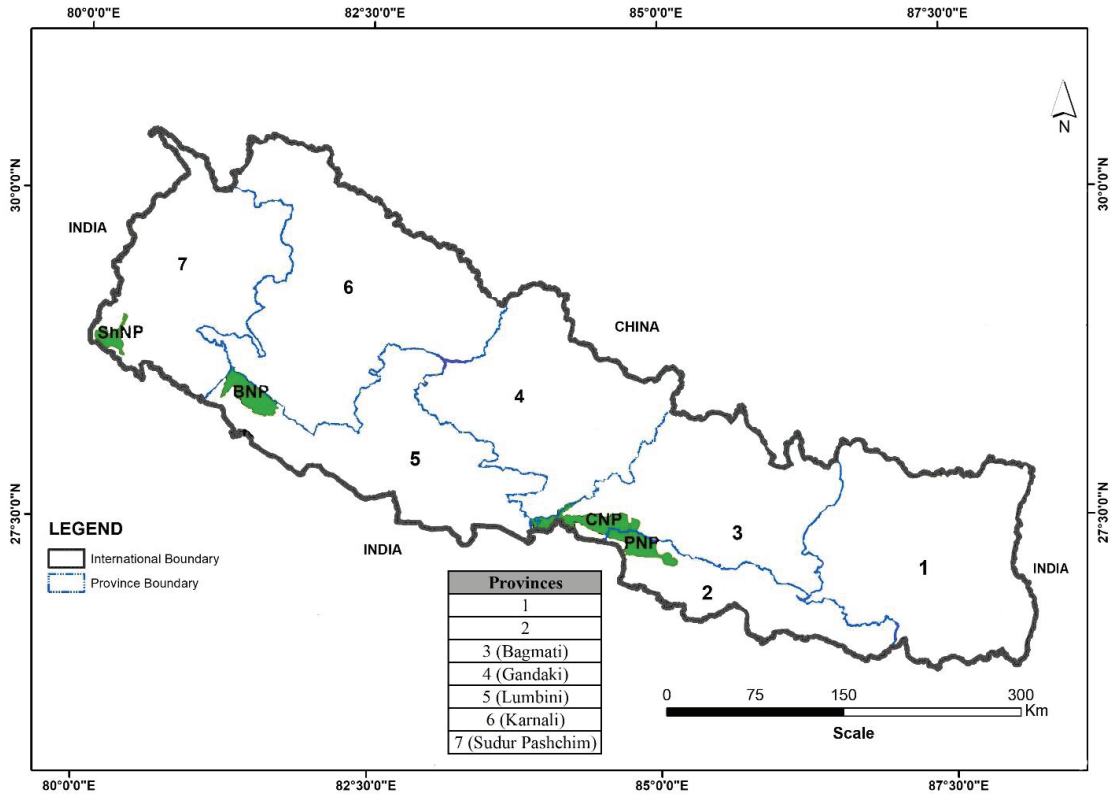 80°0'0"E 82°30'0"E 85°0'0"E 87°30'0"E
N
30°0'0"N
30°0'0"N
INDIA
7
6
ShNP
CHINA
BNP
4
5
27°30'0"N
27°30'0"N
CNP
LEGEND
3
PNP
INDIA
International Boundary
1
INDIA
Province Boundary
2
Provinces
1
2
3 (Bagmati)
4 (Gandaki)
5 (Lumbini)
6 (Karnali)
7 (Sudur Pashchim)
0 75 150 300
Km
Scale
80°0'0"E 82°30'0"E 85°0'0"E 87°30'0"E